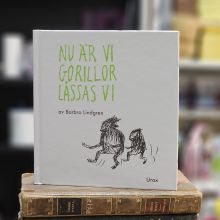 NU ÄR VI
GORILLOR
LÅSSAS VI
av Barbro Lindgren
Urax